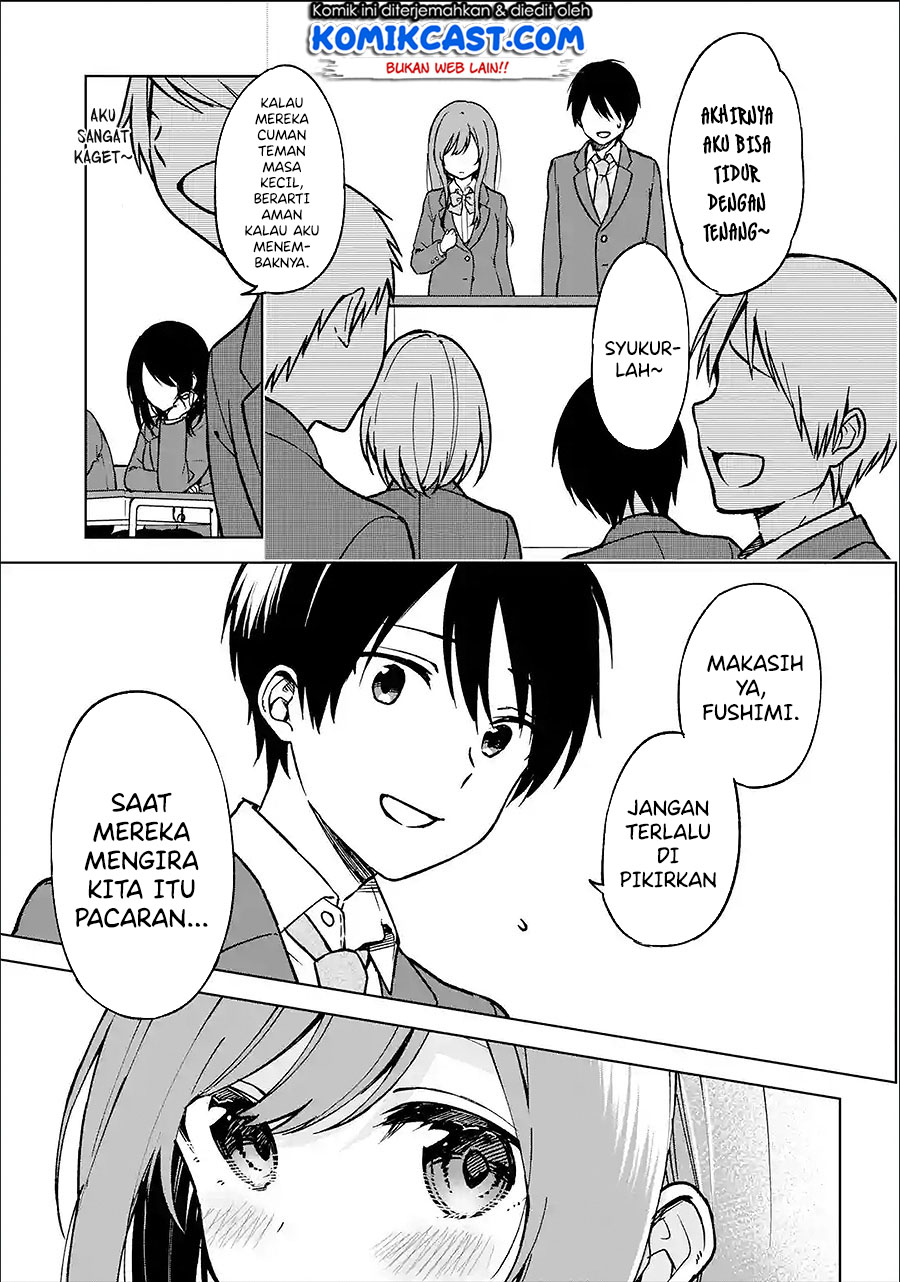 Komik ini diterjemahkan & diedit oleh
KOMIKCAST.COM
BUKAN WEB LAIN!!
AKHIRNYA
AKU BISA
TIDUR
DENGAN
TENANG~
SYUKUR-
LAH~
KALAU
MEREKA
CUMAN
TEMAN
MASA
KECIL,
BERARTI
AMAN
KALAU AKU
MENEM-
BAKNYA.
AKU
SANGAT
KAGET~
MAKASIH
YA,
FUSHIMI.
JANGAN
TERLALU
DI
PIKIRKAN
SAAT
MEREKA
MENGIRA
KITA ITU
PACARAN...